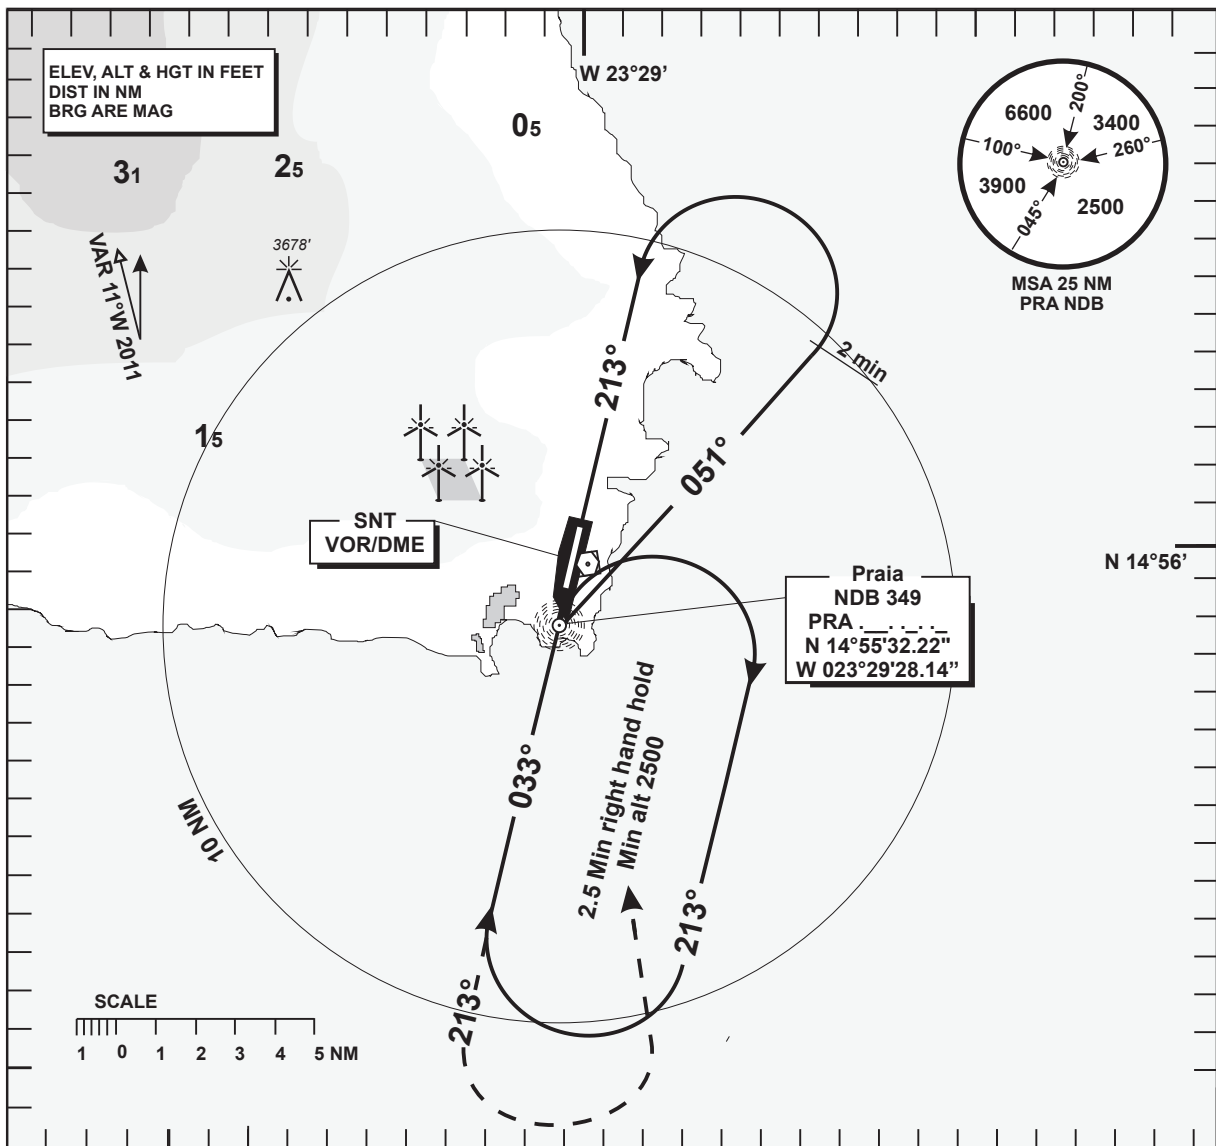 ELEV, ALT & HGT IN FEET
DIST IN NM
BRG ARE MAG
W 23°29’
05
31
25
3678'
VAR 11°W 2011
6600
200°
3400
100°
260°
3900
045°
2500
MSA 25 NM
PRA NDB
213°
2 min
15
051°
SNT
VOR/DME
N 14°56’
Praia
NDB 349
PRA .__. ._. ._
N 14°55'32.22"
W 023°29'28.14”
033°
2.5 Min right hand hold
Min alt 2500
10 NM
213°
213°
SCALE
1 0 1 2 3 4 5 NM